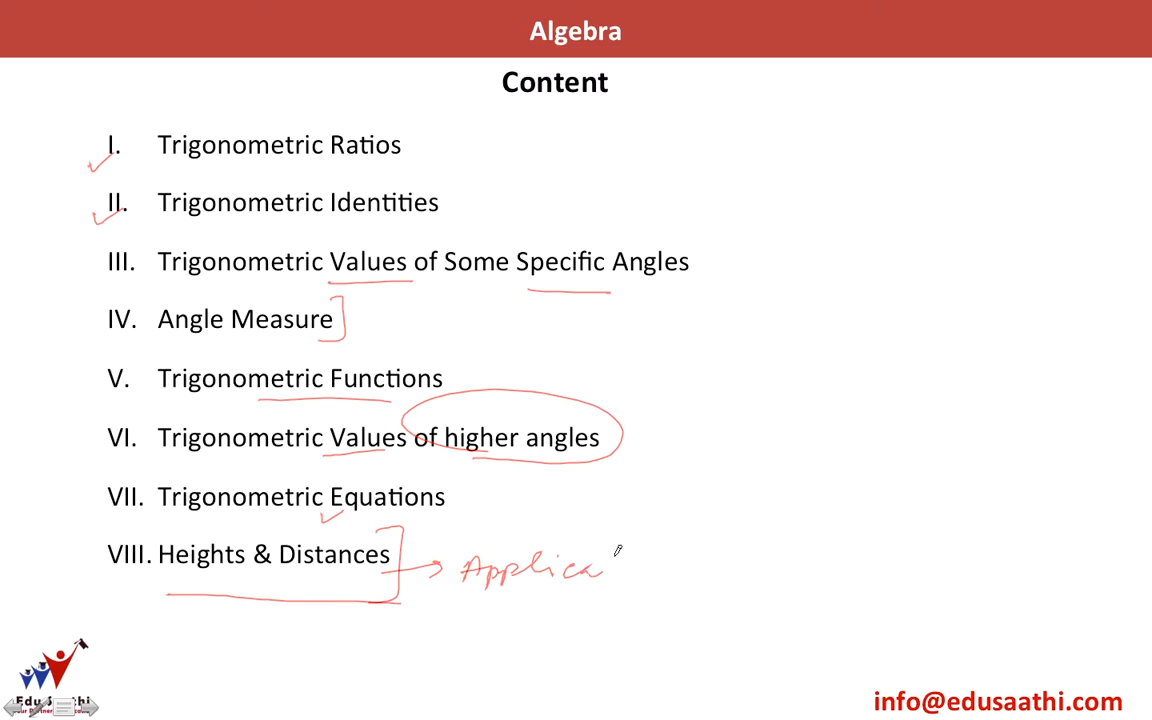 Algebra
Content
I. Trigonometric Ratios
II. Trigonometric Identities
III. Trigonometric Values of Some Specific Angles
IV. Angle Measure
V. Trigonometric Functions
VI. Trigonometric Values of higher angles
VII. Trigonometric Equations
VIII. Heights & Distances
Applica
info@edusaathi.com